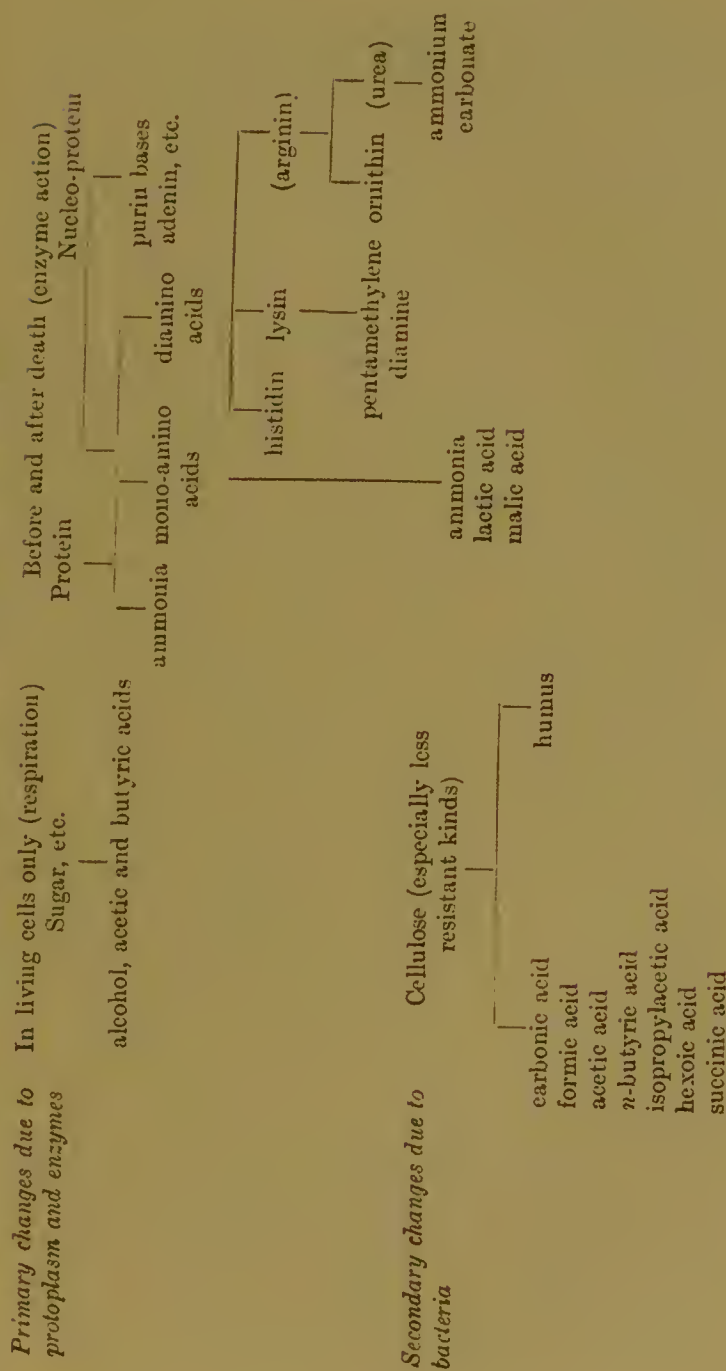 Primary changes due to
protoplasm and enzymes
In living cells only (respiration)
Sugar, etc.
alcohol, acetic and butyric acids
Before and after death (enzyme action)
Protein
Nucleo-protein
ammonia mono-amino
acids
diamino
acids
purin bases
adenin, etc.
histidin lysin (arginin)
pentamethylene ornithin (urea)
diamine
ammonium
carbonate
ammonia
lactic acid
malic acid
Secondary changes due to
bacteria
Cellulose (especially less
resistant kinds)
carbonic acid
formic acid
acetic acid
n-butyric acid
isopropylacetic acid
hexoic acid
succinic acid
humus